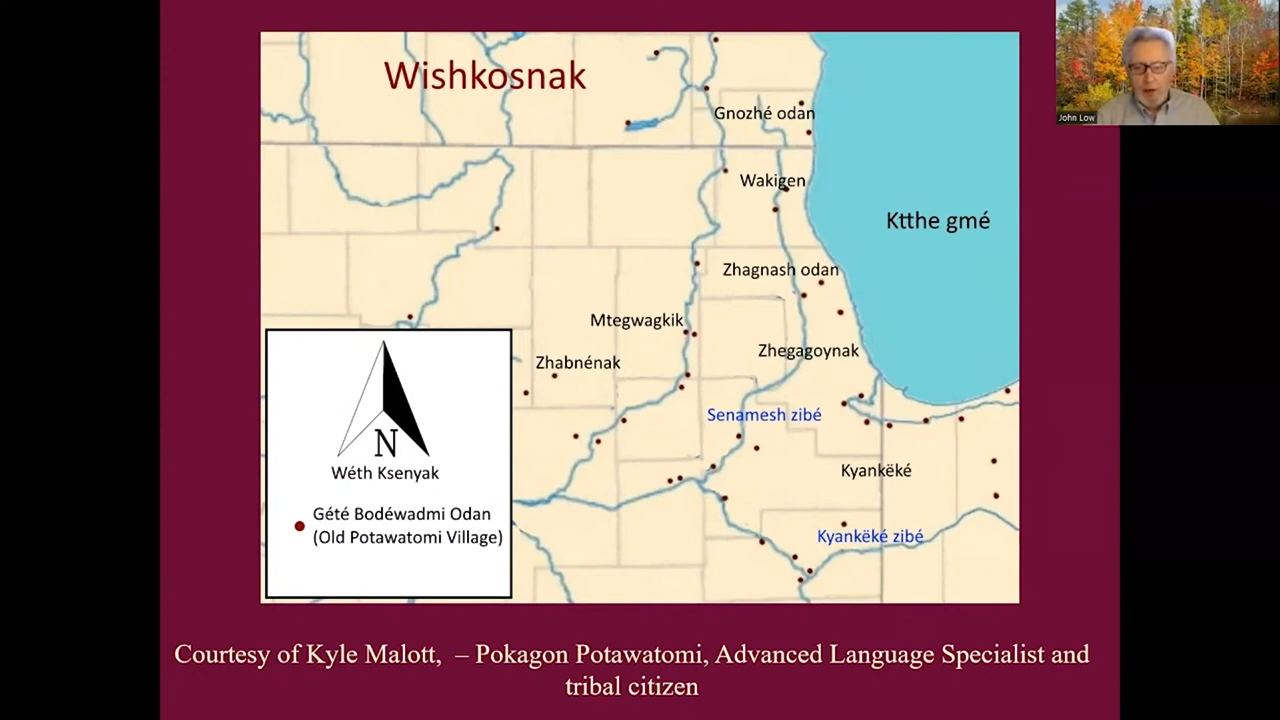 Wishkosnak
Gnozhé odan
Wakigen
Ktthe gmé
Zhagnash odan
Mtegwagkik
Zhegagoynak
Zhabnénak
Senamesh zibé
Kyankëké
Kyankëké zibé
N
Wéth Ksenyak
Gété Bodéwadmi Odan
(Old Potawatomi Village)
Courtesy of Kyle Malott, – Pokagon Potawatomi, Advanced Language Specialist and
tribal citizen
John Low